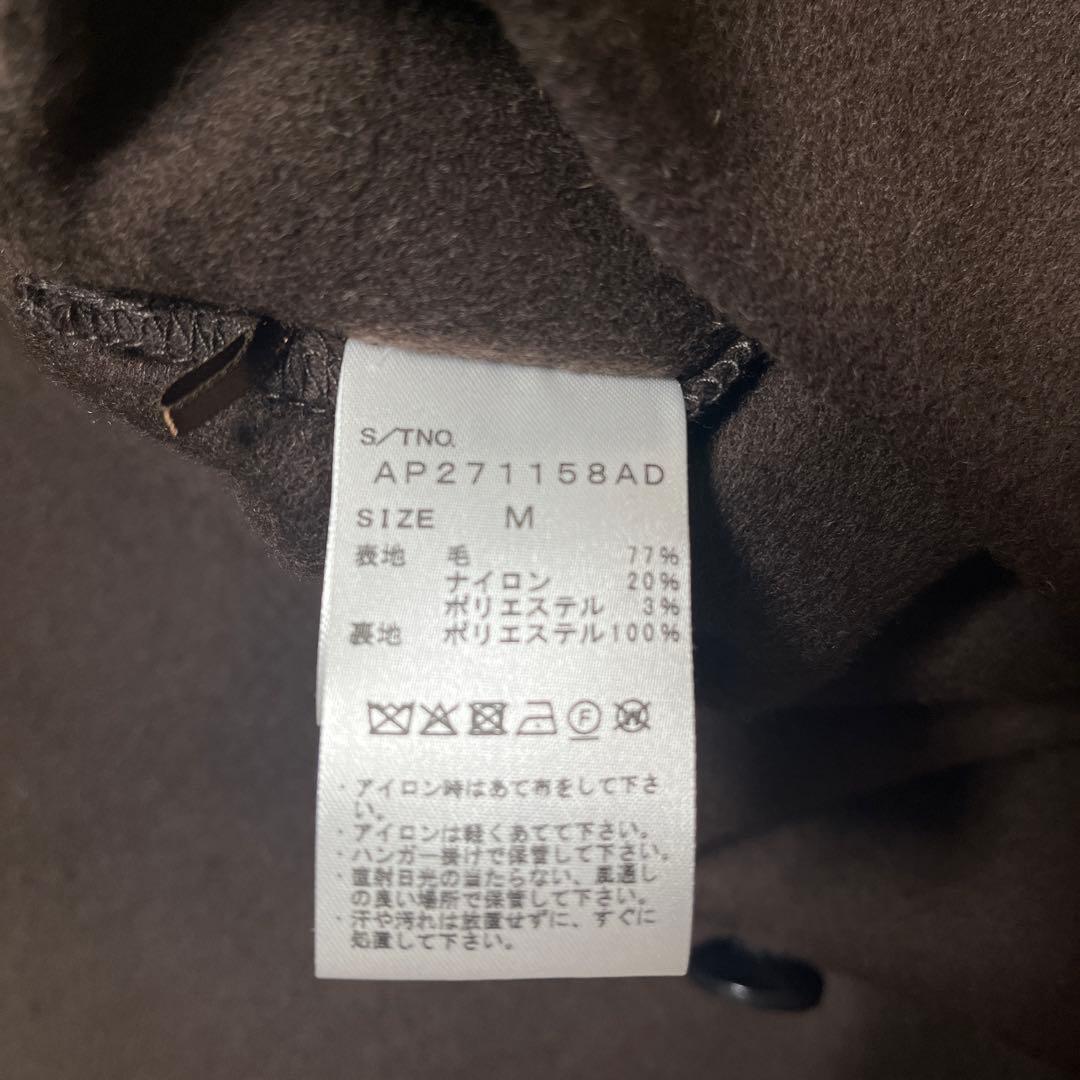 S/TNO.
AP271158AD
SIZE M
表地 毛 77%
ナイロン 20%
ポリエステル 3%
裏地 ポリエステル100%
F W
・アイロン時はあて布をして下さ
い。
・アイロンは軽くあてて下さい。
・ハンガー掛けで保管して下さい。
・直射日光の当たらない、風通し
の良い場所で保管して下さい。
・汗や汚れは放置せずに、すぐに
処置して下さい。